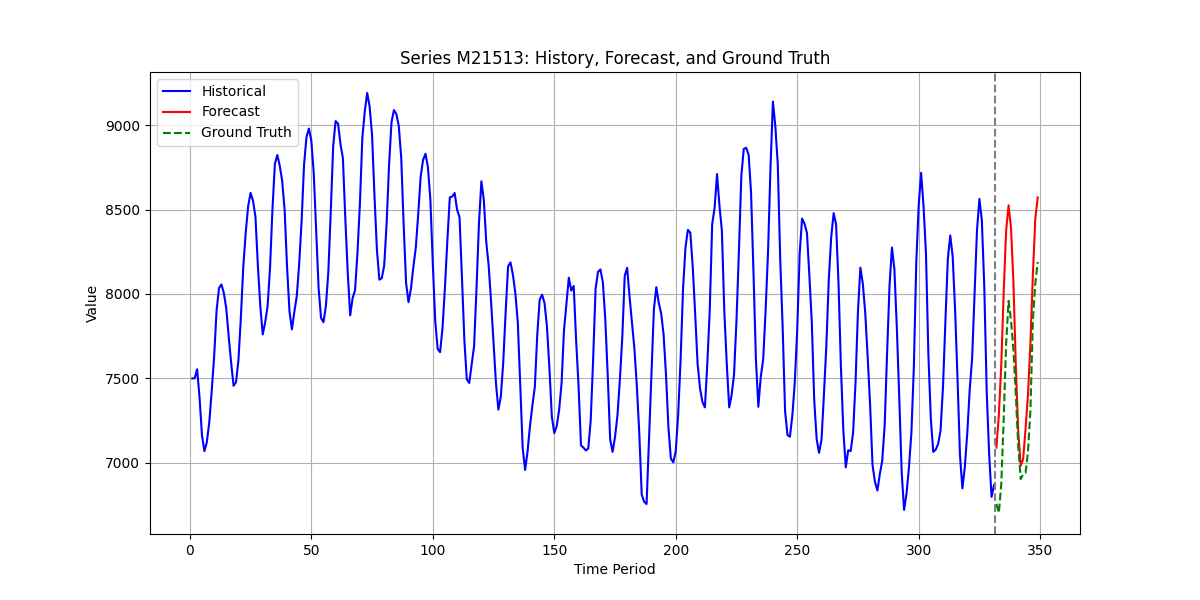 Series M21513: History, Forecast, and Ground Truth
Historical
Forecast
Ground Truth
9000
8500
8000
7500
7000
Value
0 50 100 150 200 250 300 350
Time Period